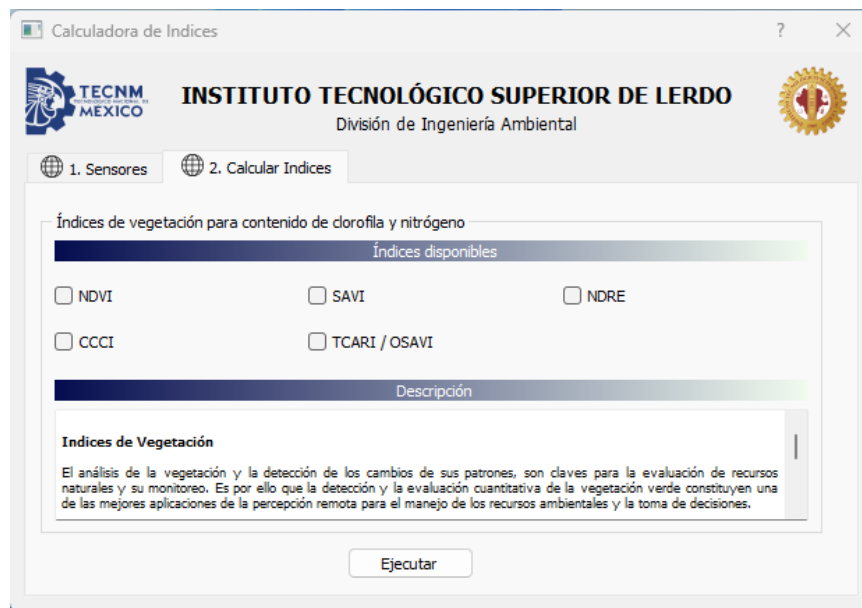 Calculadora de Indices
?
TECNM
TECNOLÓGICO NACIONAL DE
MÉXICO
INSTITUTO TECNOLÓGICO SUPERIOR DE LERDO
División de Ingeniería Ambiental
1. Sensores
2. Calcular Indices
Índices de vegetación para contenido de clorofila y nitrógeno
Índices disponibles
NDVI
SAVI
NDRE
CCCI
TCARI / OSAVI
Descripción
Indices de Vegetación
El análisis de la vegetación y la detección de los cambios de sus patrones, son claves para la evaluación de recursos
naturales y su monitoreo. Es por ello que la detección y la evaluación cuantitativa de la vegetación verde constituyen una
de las mejores aplicaciones de la percepción remota para el manejo de los recursos ambientales y la toma de decisiones.
Ejecutar